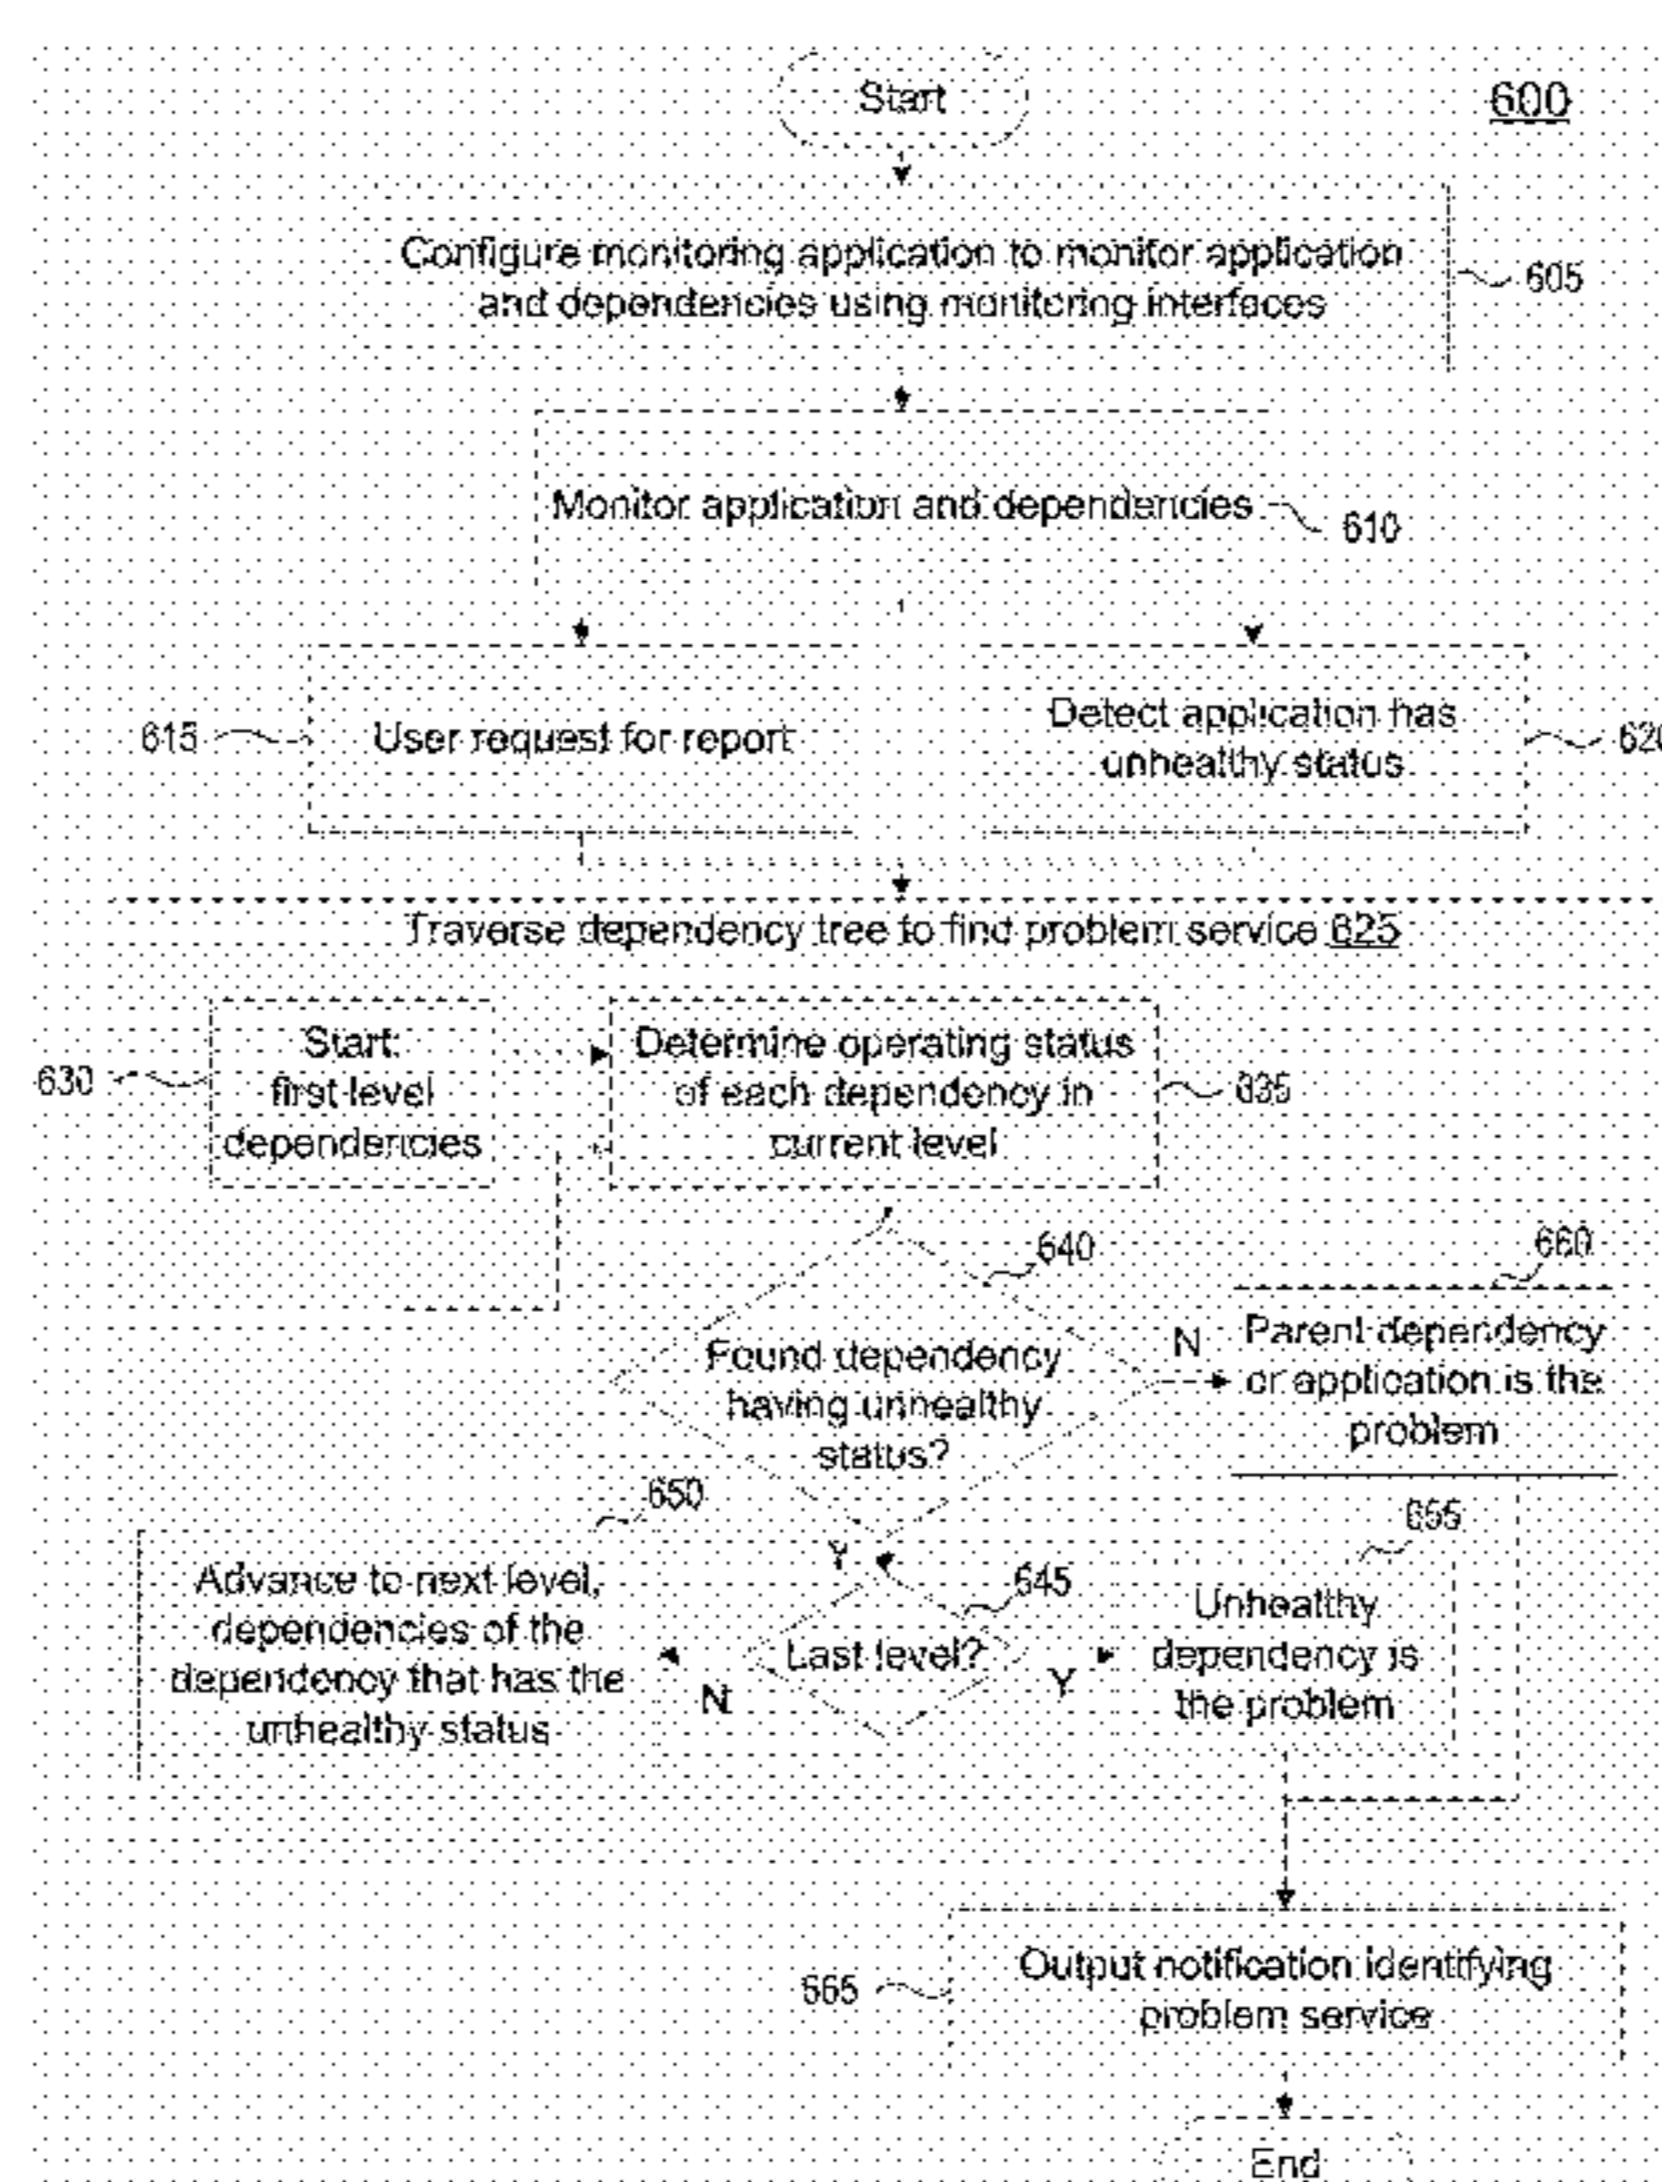 Start
600
Configure monitoring application to monitor application
and dependencies using monitoring interfaces
605
Monitor application and dependencies
610
615
User request for report
Detect application has
unhealthy status
620
Traverse dependency tree to find problem service 625
630
Start:
first level
dependencies
Determine operating status
of each dependency in
current level
635
640
660
Found dependency
having unhealthy
status?
N
Parent dependency
or application is the
problem
650
655
Y
645
Advance to next level,
dependencies of the
dependency that has the
unhealthy status
N
Last level?
Y
Unhealthy
dependency is
the problem
665
Output notification identifying
problem service
End